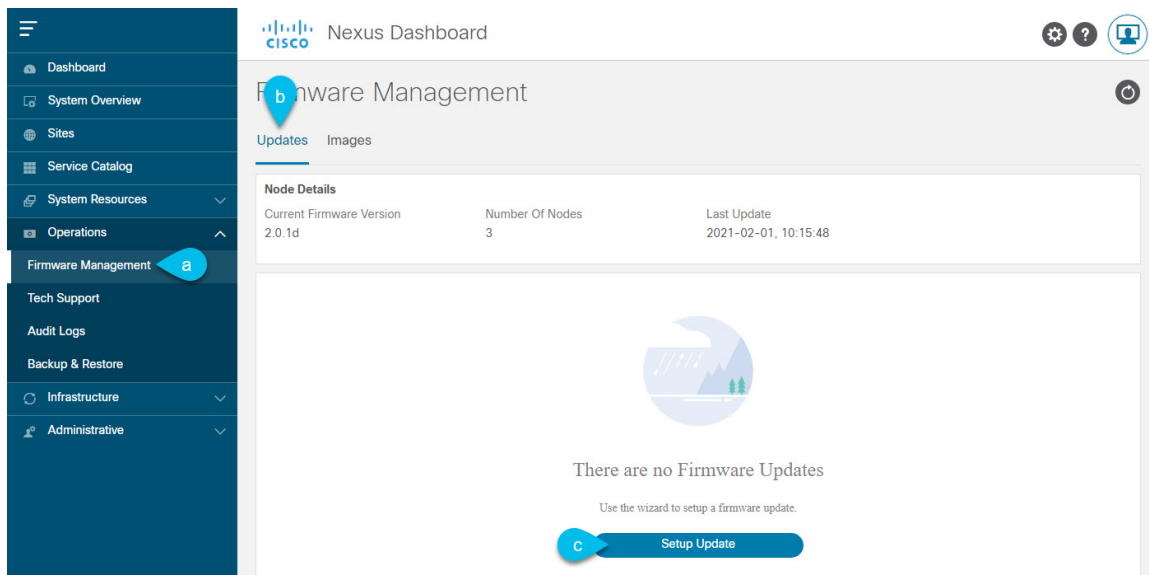 CISCO Nexus Dashboard
?
Dashboard
System Overview
Sites
Service Catalog
System Resources
Operations
Firmware Management
a
Tech Support
Audit Logs
Backup & Restore
Infrastructure
Administrative
Management
b
Updates Images
Node Details
Current Firmware Version Number Of Nodes Last Update
2.0.1d 3 2021-02-01, 10:15:48
There are no Firmware Updates
Use the wizard to setup a firmware update.
c
Setup Update